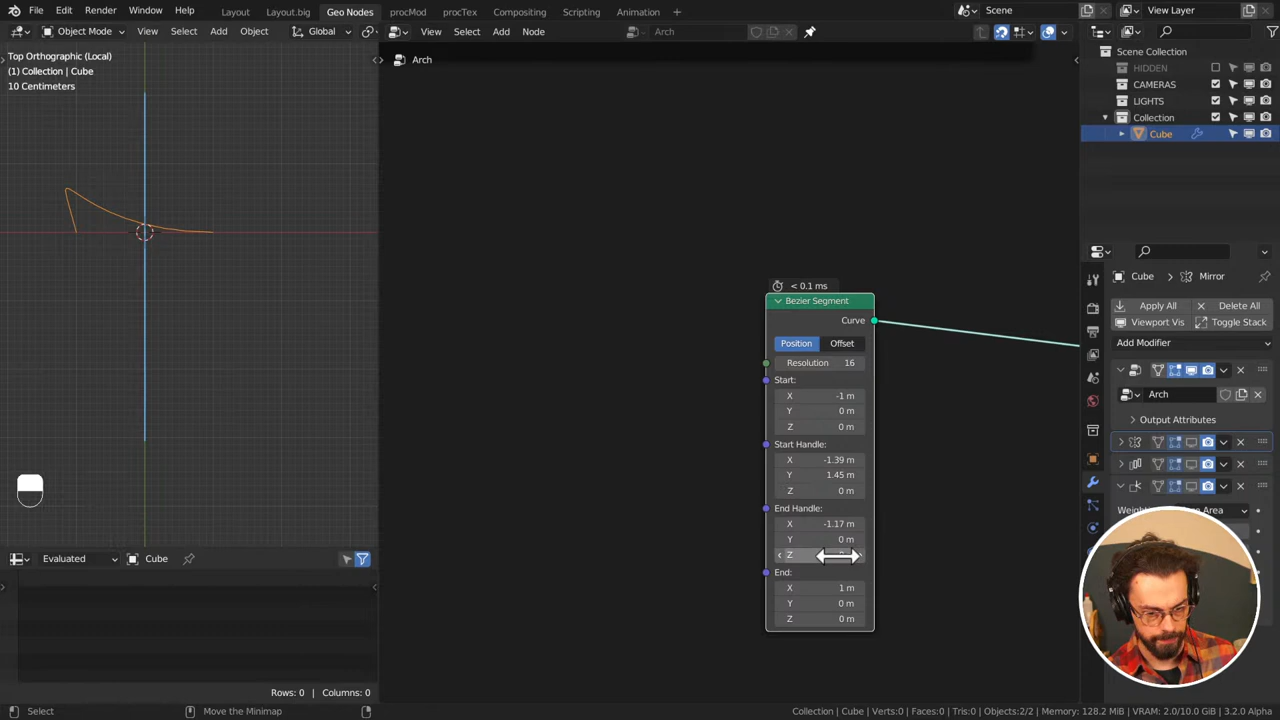 File Edit Render Window Help Layout Layout.big Geo Nodes procMod procTex Compositing Scripting Animation + Scene View Layer
Object Mode View Select Add Object Global View Select Add Node Arch
Top Orthographic (Local)
(1) Collection | Cube
10 Centimeters
Arch
Scene Collection
HIDDEN
CAMERAS
LIGHTS
Collection
Cube
< 0.1 ms
Bezier Segment
Curve
Position Offset
Resolution 16
Start:
X -1 m
Y 0 m
Z 0 m
Start Handle:
X -1.39 m
Y 1.45 m
Z 0 m
End Handle:
X -1.17 m
Y 0 m
Z
End:
X 1 m
Y 0 m
Z 0 m
Cube Mirror
Apply All Delete All
Viewport Vis Toggle Stack
Add Modifier
Arch
Output Attributes
Evaluated Cube
Rows: 0 | Columns: 0
Select Move the Minimap Collection | Cube | Verts:0 | Faces:0 | Tris:0 | Objects:2/2 | Memory: 128.2 MiB | VRAM: 2.0/10.0 GiB | 3.2.0 Alpha